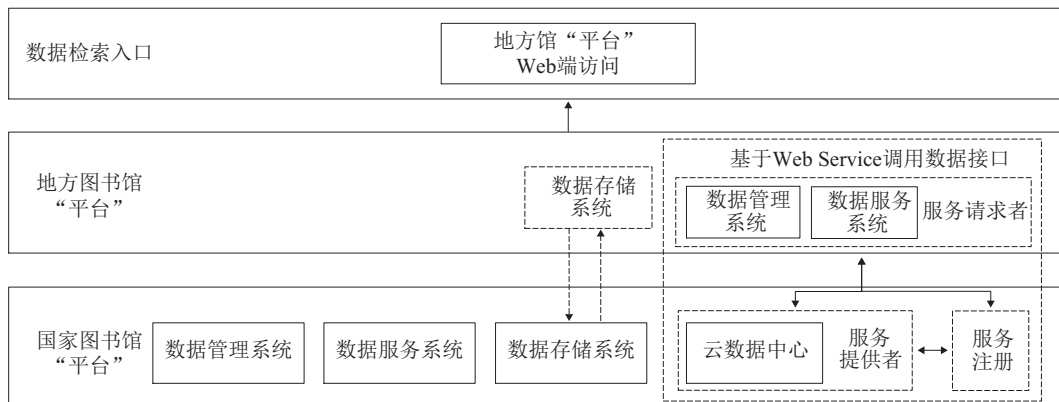 数据检索入口
地方馆“平台”
Web端访问
地方图书馆
“平台”
数据存储
系统
基于Web Service调用数据接口
数据管理
系统
数据服务
系统
服务请求者
国家图书馆
“平台”
数据管理系统
数据服务系统
数据存储系统
云数据中心
服务
提供者
服务
注册